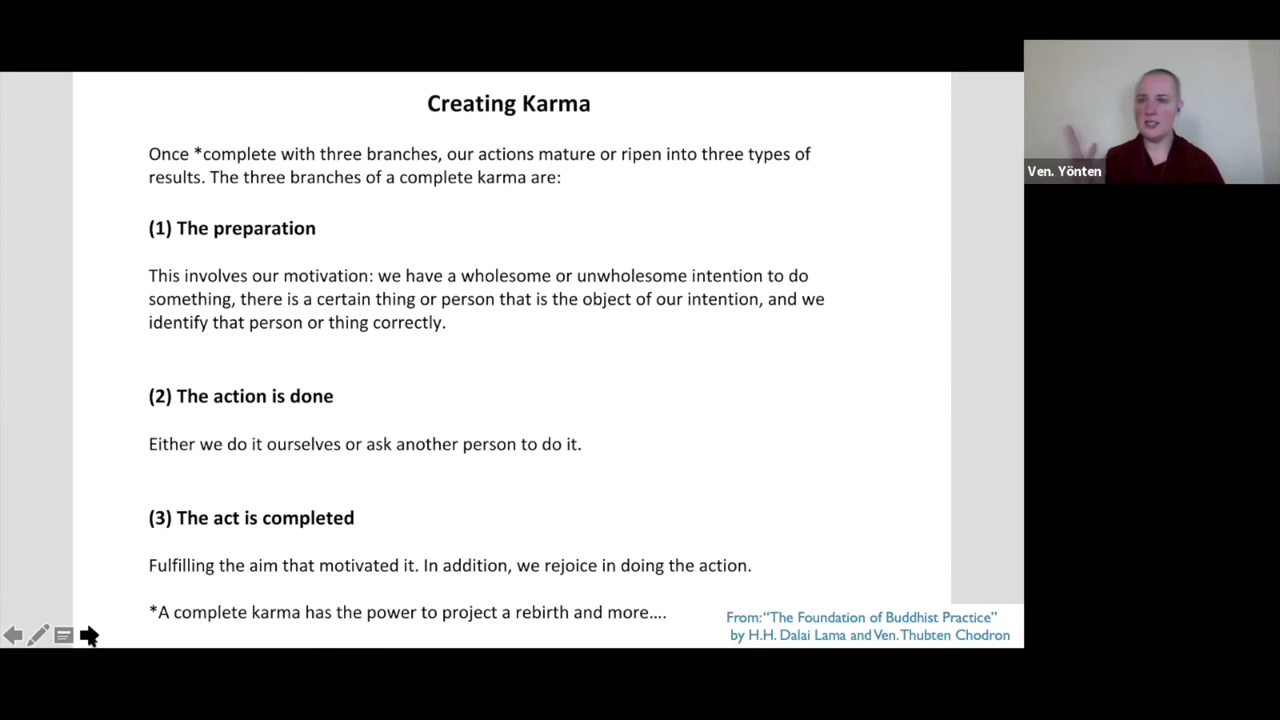 Creating Karma
Once *complete with three branches, our actions mature or ripen into three types of
results. The three branches of a complete karma are:
(1) The preparation
This involves our motivation: we have a wholesome or unwholesome intention to do
something, there is a certain thing or person that is the object of our intention, and we
identify that person or thing correctly.
(2) The action is done
Either we do it ourselves or ask another person to do it.
(3) The act is completed
Fulfilling the aim that motivated it. In addition, we rejoice in doing the action.
*A complete karma has the power to project a rebirth and more....
From: “The Foundation of Buddhist Practice”
by H.H. Dalai Lama and Ven. Thubten Chodron
Ven. Yönten